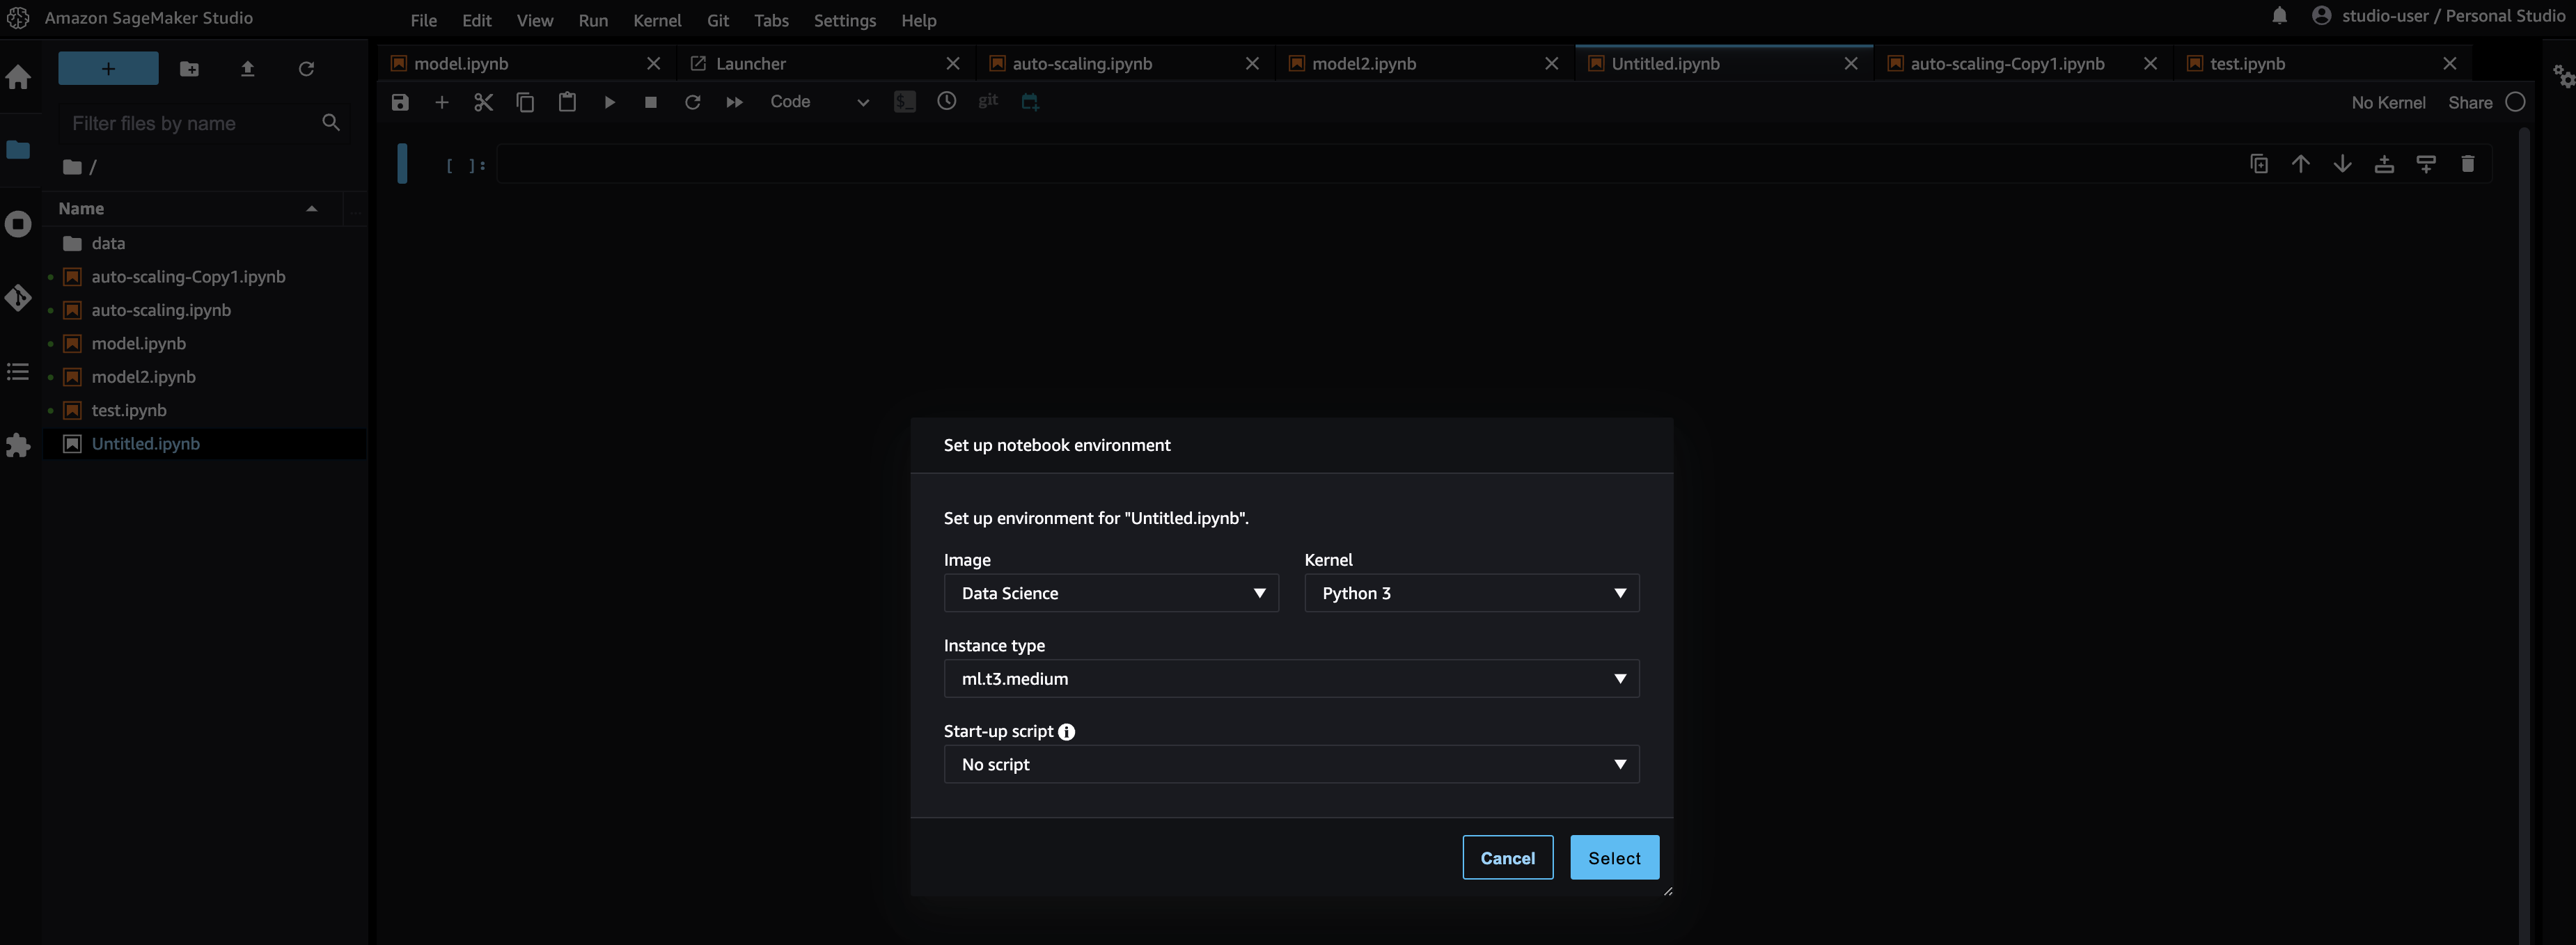 Amazon SageMaker Studio
File Edit View Run Kernel Git Tabs Settings Help
studio-user / Personal Studio
+
model.ipynb
Launcher
auto-scaling.ipynb
model2.ipynb
Untitled.ipynb
auto-scaling-Copy1.ipynb
test.ipynb
Code
$_
git
No Kernel
Share
Filter files by name
/
[ ]:
Name
...
data
auto-scaling-Copy1.ipynb
auto-scaling.ipynb
model.ipynb
model2.ipynb
test.ipynb
Untitled.ipynb
Set up notebook environment
Set up environment for "Untitled.ipynb".
Image
Kernel
Data Science
Python 3
Instance type
ml.t3.medium
Start-up script
No script
Cancel
Select